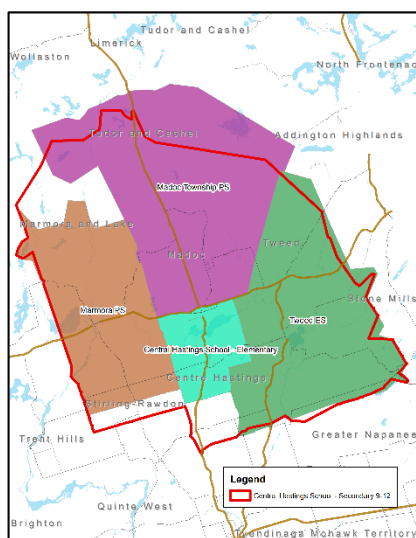 Tudor and Cashel
Limerick
Wollaston
North Frontenac
Tudor and Cashel
Addington Highlands
Madoc Township PS
Marmora and Lake
Tweed
Madoc
Stone Mills
Marmora PS
Tweed ES
Central Hastings School - Elementary
Centre Hastings
Stirling-Rawdon
Trent Hills
Greater Napanee
Legend
Central Hastings School - Secondary 9-12
Quinte West
Brighton
Tyendinaga Mohawk Territory